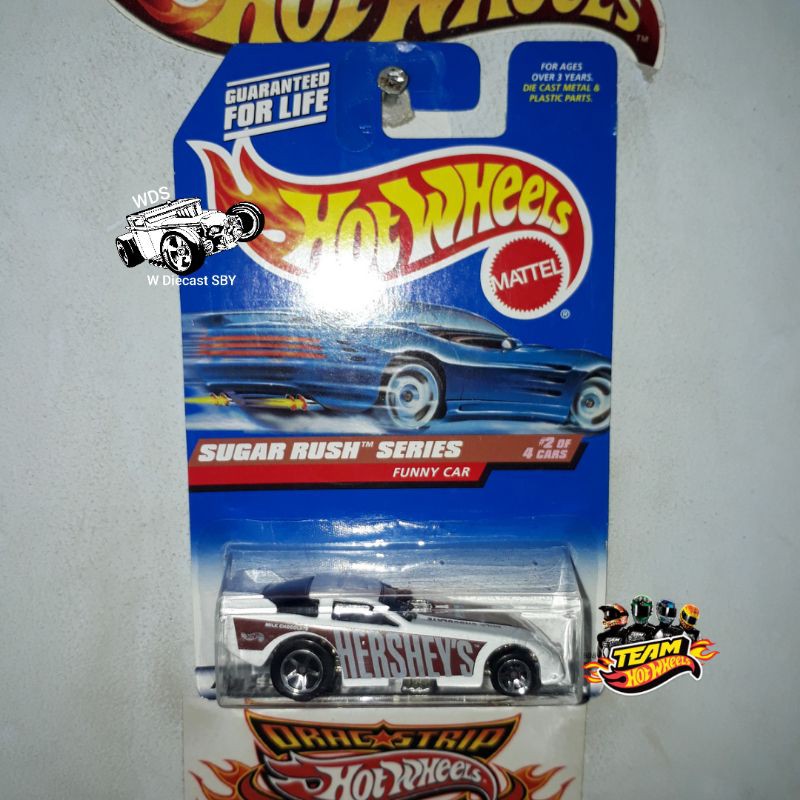 HOT WHEELS
TM
GUARANTEED
FOR LIFE
FOR AGES
OVER 3 YEARS.
DIE CAST METAL &
PLASTIC PARTS.
HOT WHEELS
MATTEL
®
WDS
W Diecast SBY
SUGAR RUSH™ SERIES
#2 OF
4 CARS
FUNNY CAR
MILK CHOCOLATE
HERSHEY'S
TEAM
HOT WHEELS
DRAG STRIP
HOT WHEELS